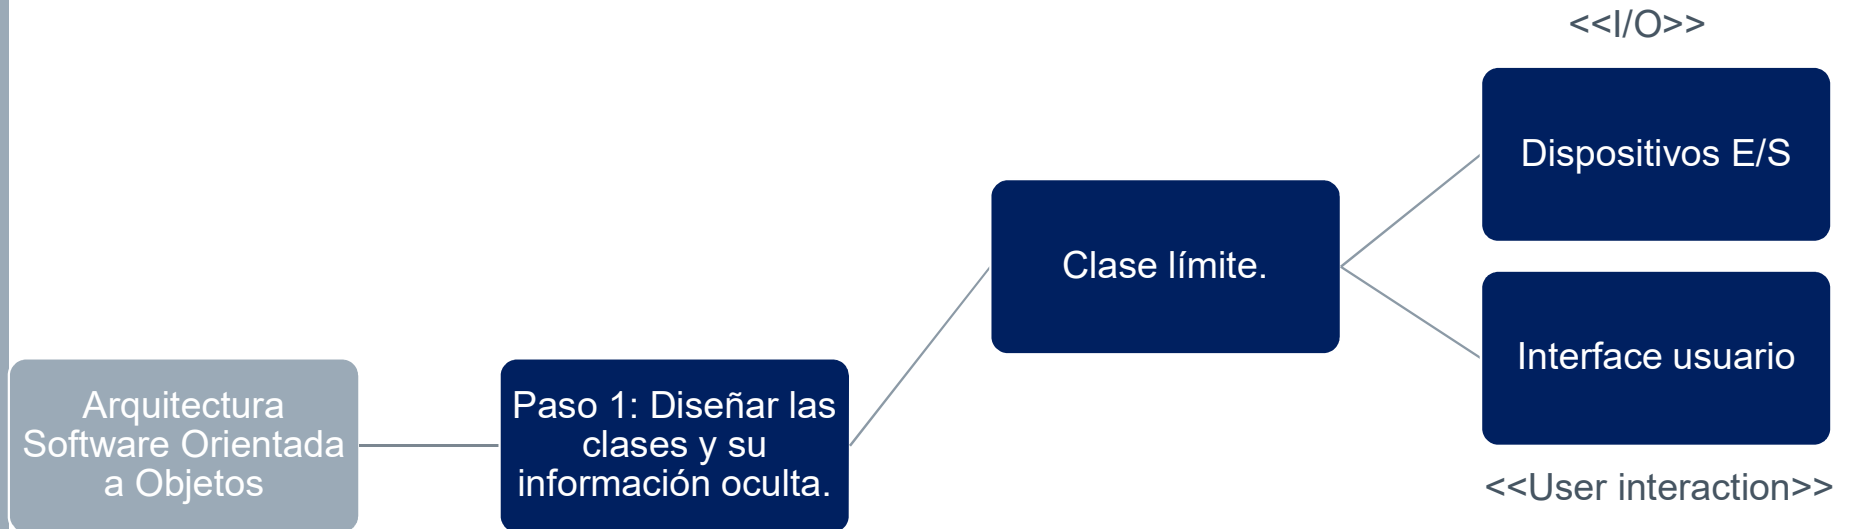 <<I/O>>
Dispositivos E/S
Clase límite.
Interface usuario
Arquitectura
Software Orientada
a Objetos
Paso 1: Diseñar las
clases y su
información oculta.
<<User interaction>>